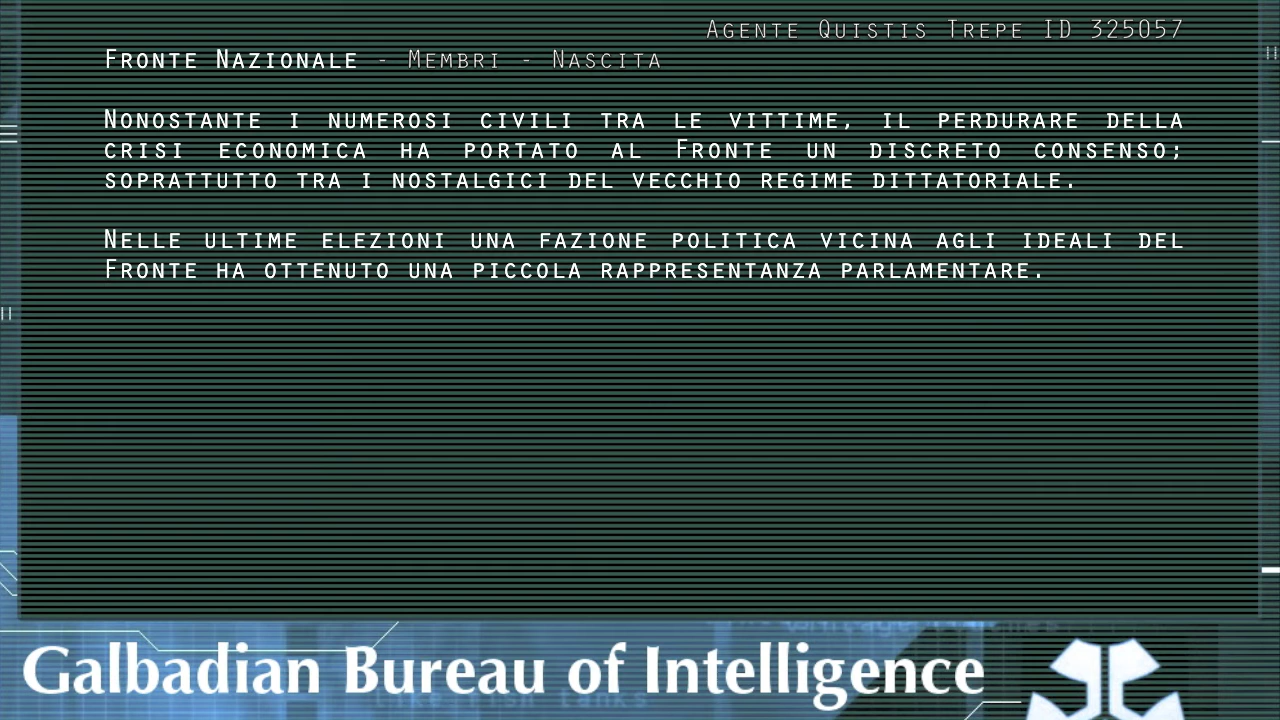 Agente Quistis Trepe ID 325057
Fronte Nazionale - Membri - Nascita
Nonostante i numerosi civili tra le vittime, il perdurare della
crisi economica ha portato al Fronte un discreto consenso;
soprattutto tra i nostalgici del vecchio regime dittatoriale.
Nelle ultime elezioni una fazione politica vicina agli ideali del
Fronte ha ottenuto una piccola rappresentanza parlamentare.
Galbadian Bureau of Intelligence